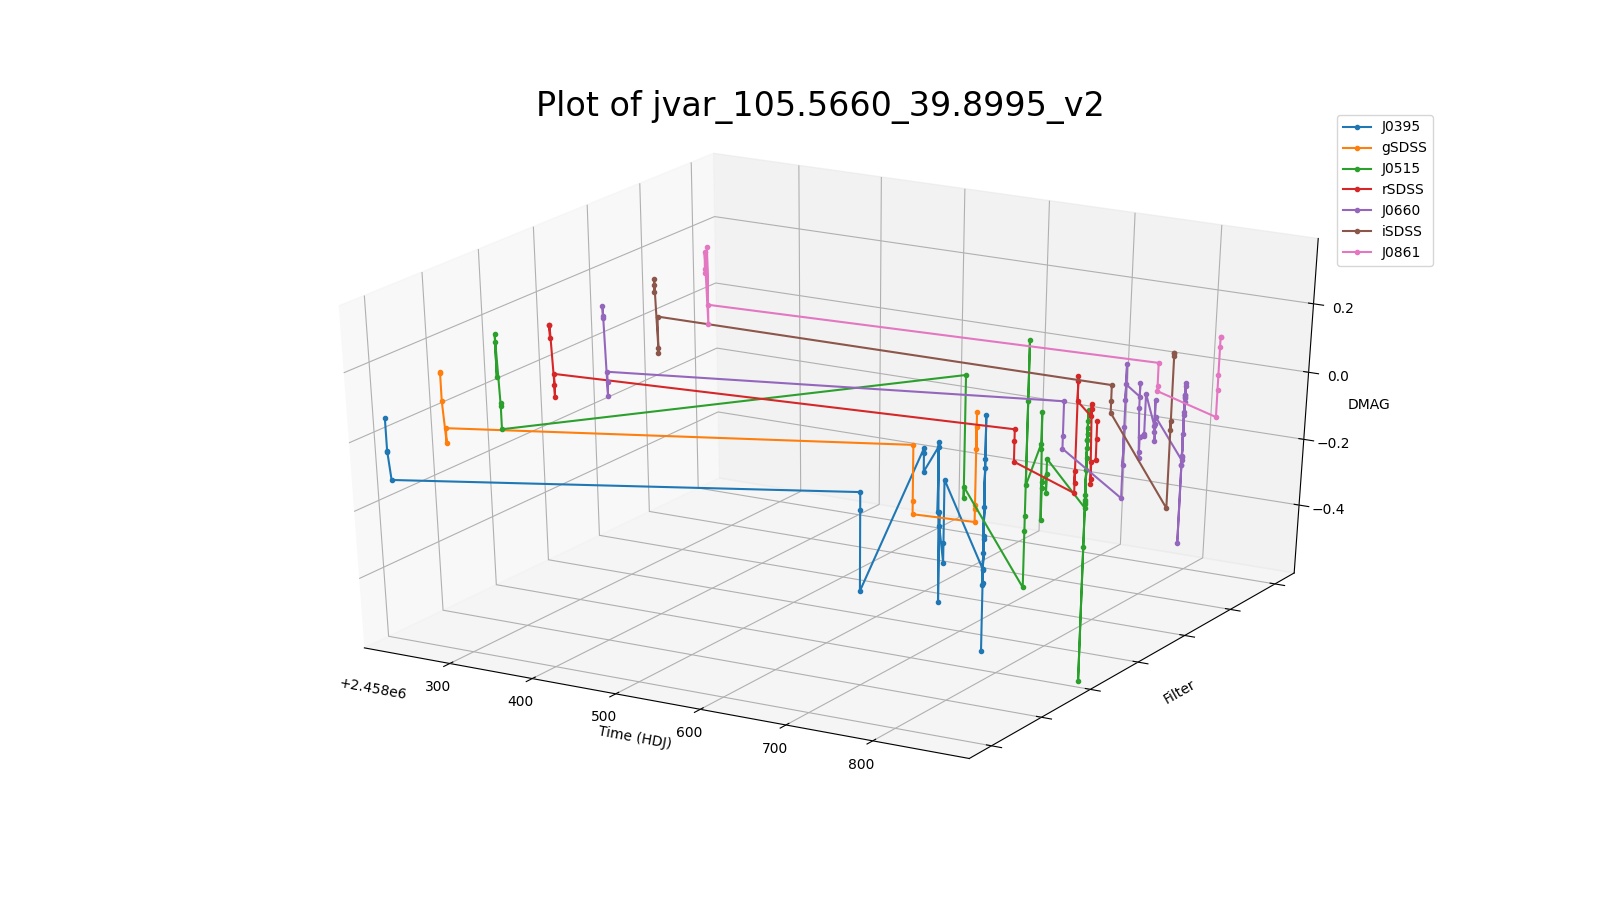 Plot of jvar_105.5660_39.8995_v2
J0395
gSDSS
J0515
rSDSS
J0660
iSDSS
J0861
0.2
0.0
DMAG
−0.2
−0.4
Filter
+2.458e6
300
400
500
600
700
800
Time (HDJ)